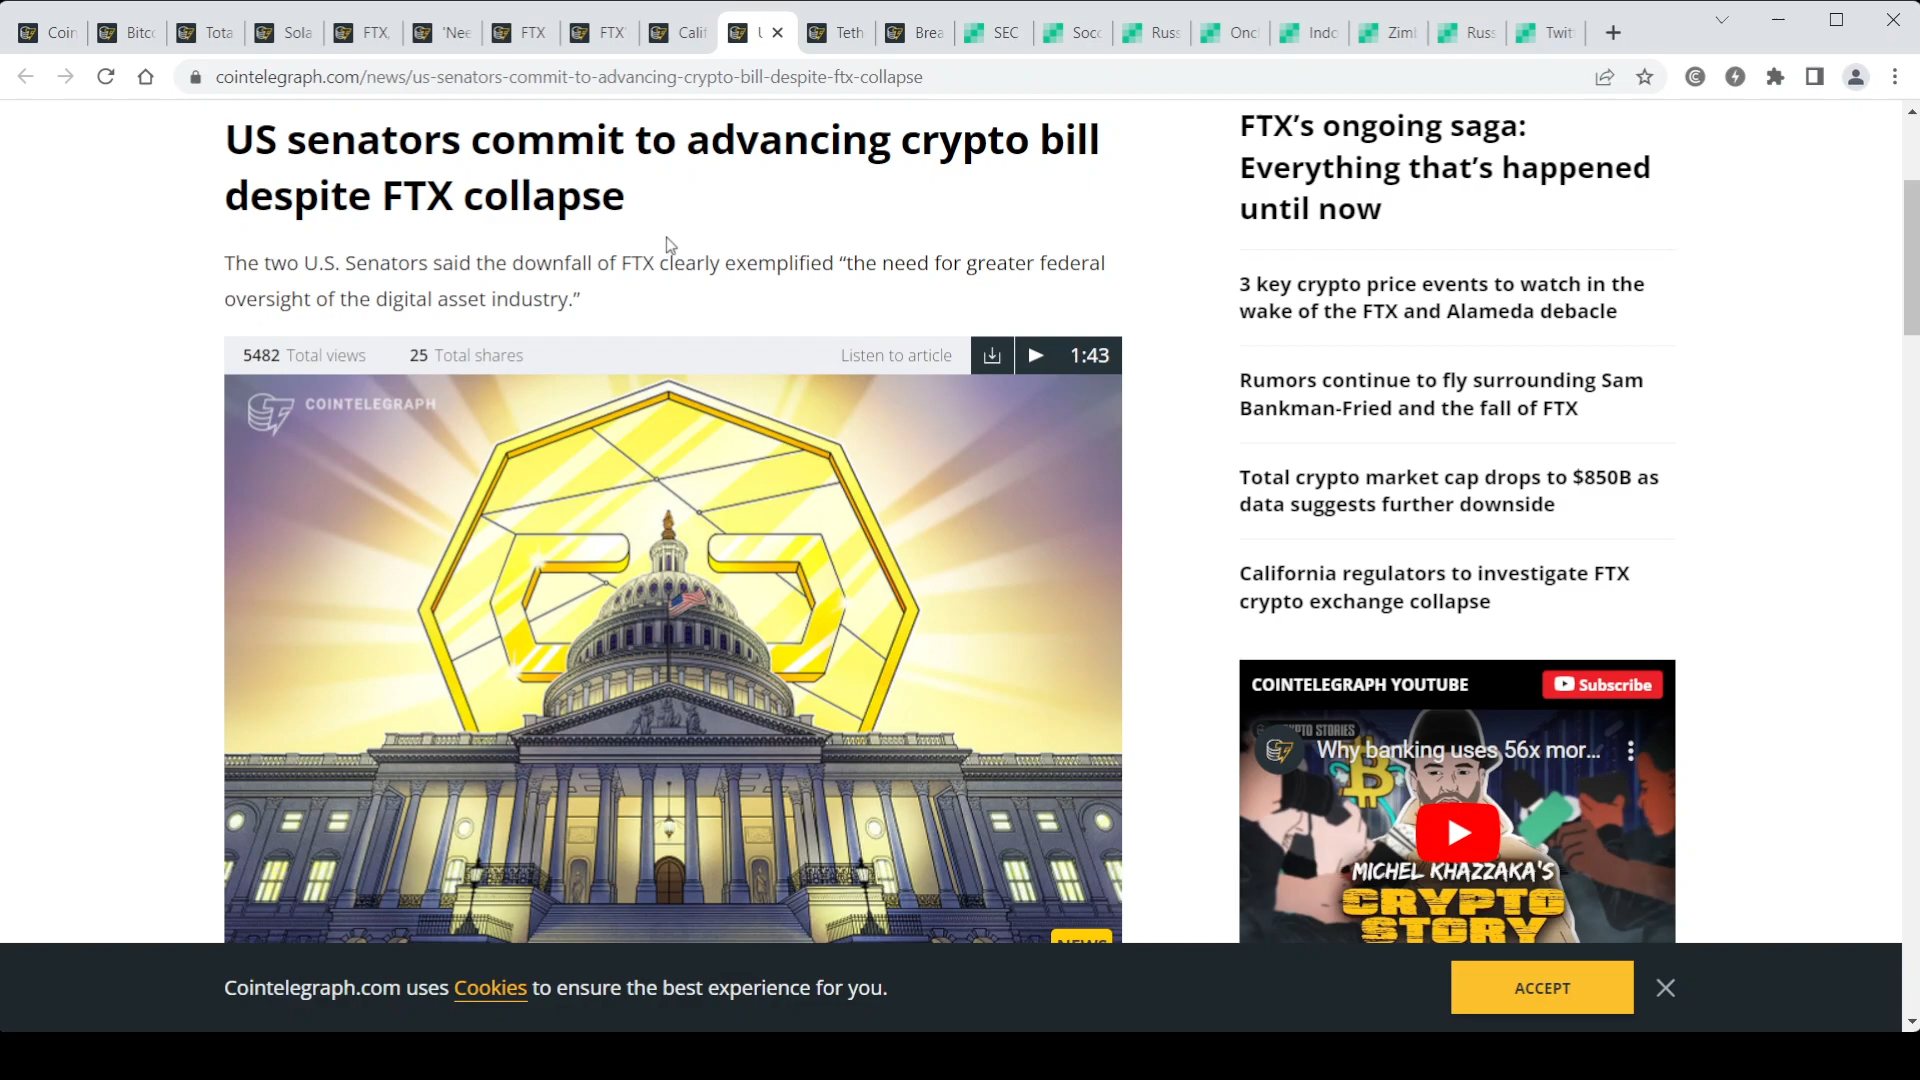 Coin
Bitc
Tota
Sola
FTX,
'Nee
FTX
FTX'
Calif
Teth
Brea
SEC
Socc
Russ
Onc
Indo
Zim
Russ
Twit
cointelegraph.com/news/us-senators-commit-to-advancing-crypto-bill-despite-ftx-collapse
US senators commit to advancing crypto bill
despite FTX collapse
The two U.S. Senators said the downfall of FTX clearly exemplified “the need for greater federal
oversight of the digital asset industry.”
5482 Total views 25 Total shares Listen to article 1:43
COINTELEGRAPH
NEWS
FTX’s ongoing saga:
Everything that’s happened
until now
3 key crypto price events to watch in the
wake of the FTX and Alameda debacle
Rumors continue to fly surrounding Sam
Bankman-Fried and the fall of FTX
Total crypto market cap drops to $850B as
data suggests further downside
California regulators to investigate FTX
crypto exchange collapse
COINTELEGRAPH YOUTUBE Subscribe
CRYPTO STORIES
Why banking uses 56x mor...
MICHEL KHAZZAKA'S
CRYPTO
STORY
Cointelegraph.com uses Cookies to ensure the best experience for you.
ACCEPT